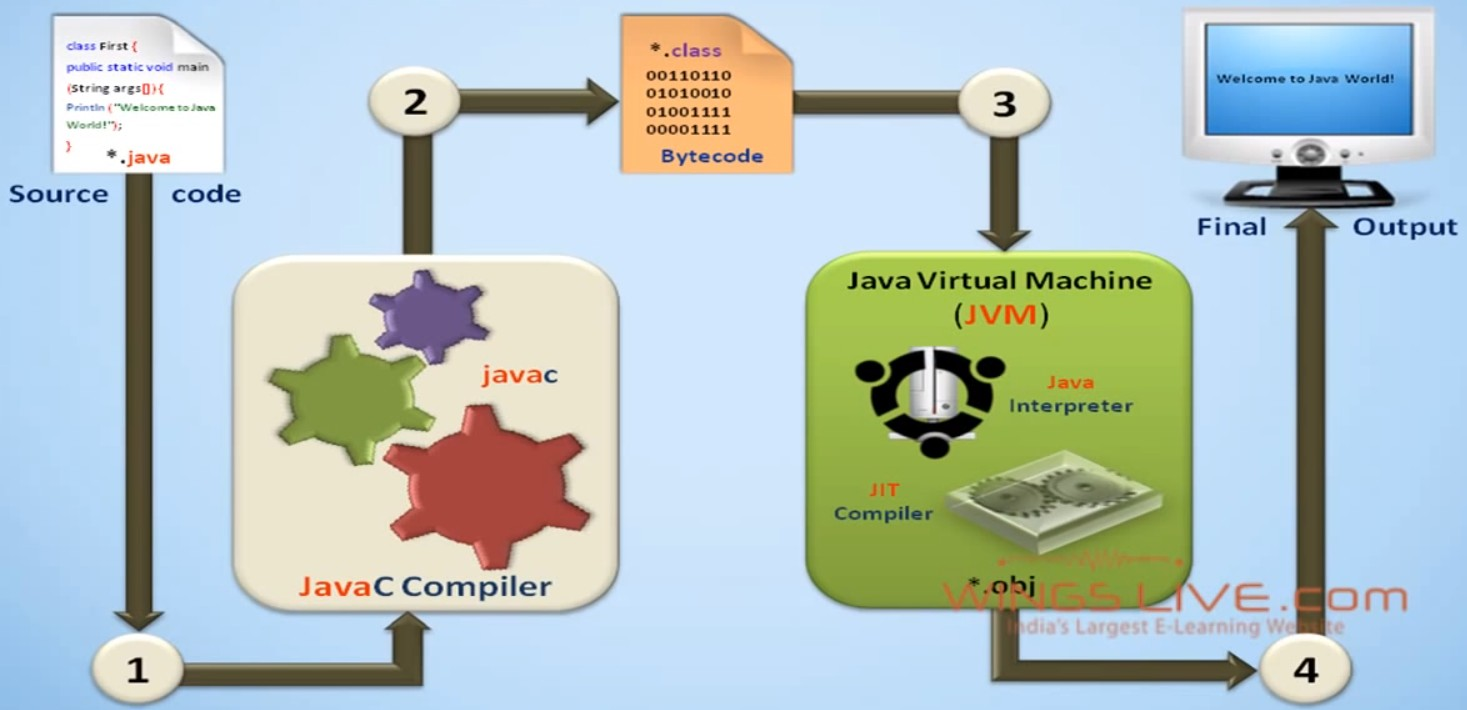 class First {
public static void main
(String args[]){
Println ("Welcome to Java
World!");
}
*.java
Source code
1
2
javac
JavaC Compiler
*.class
00110110
01010010
01001111
00001111
Bytecode
3
Java Virtual Machine
(JVM)
Java
Interpreter
JIT
Compiler
*.obj
WINGS LIVE.com
India's Largest E-Learning Website
4
Welcome to Java World!
Final Output